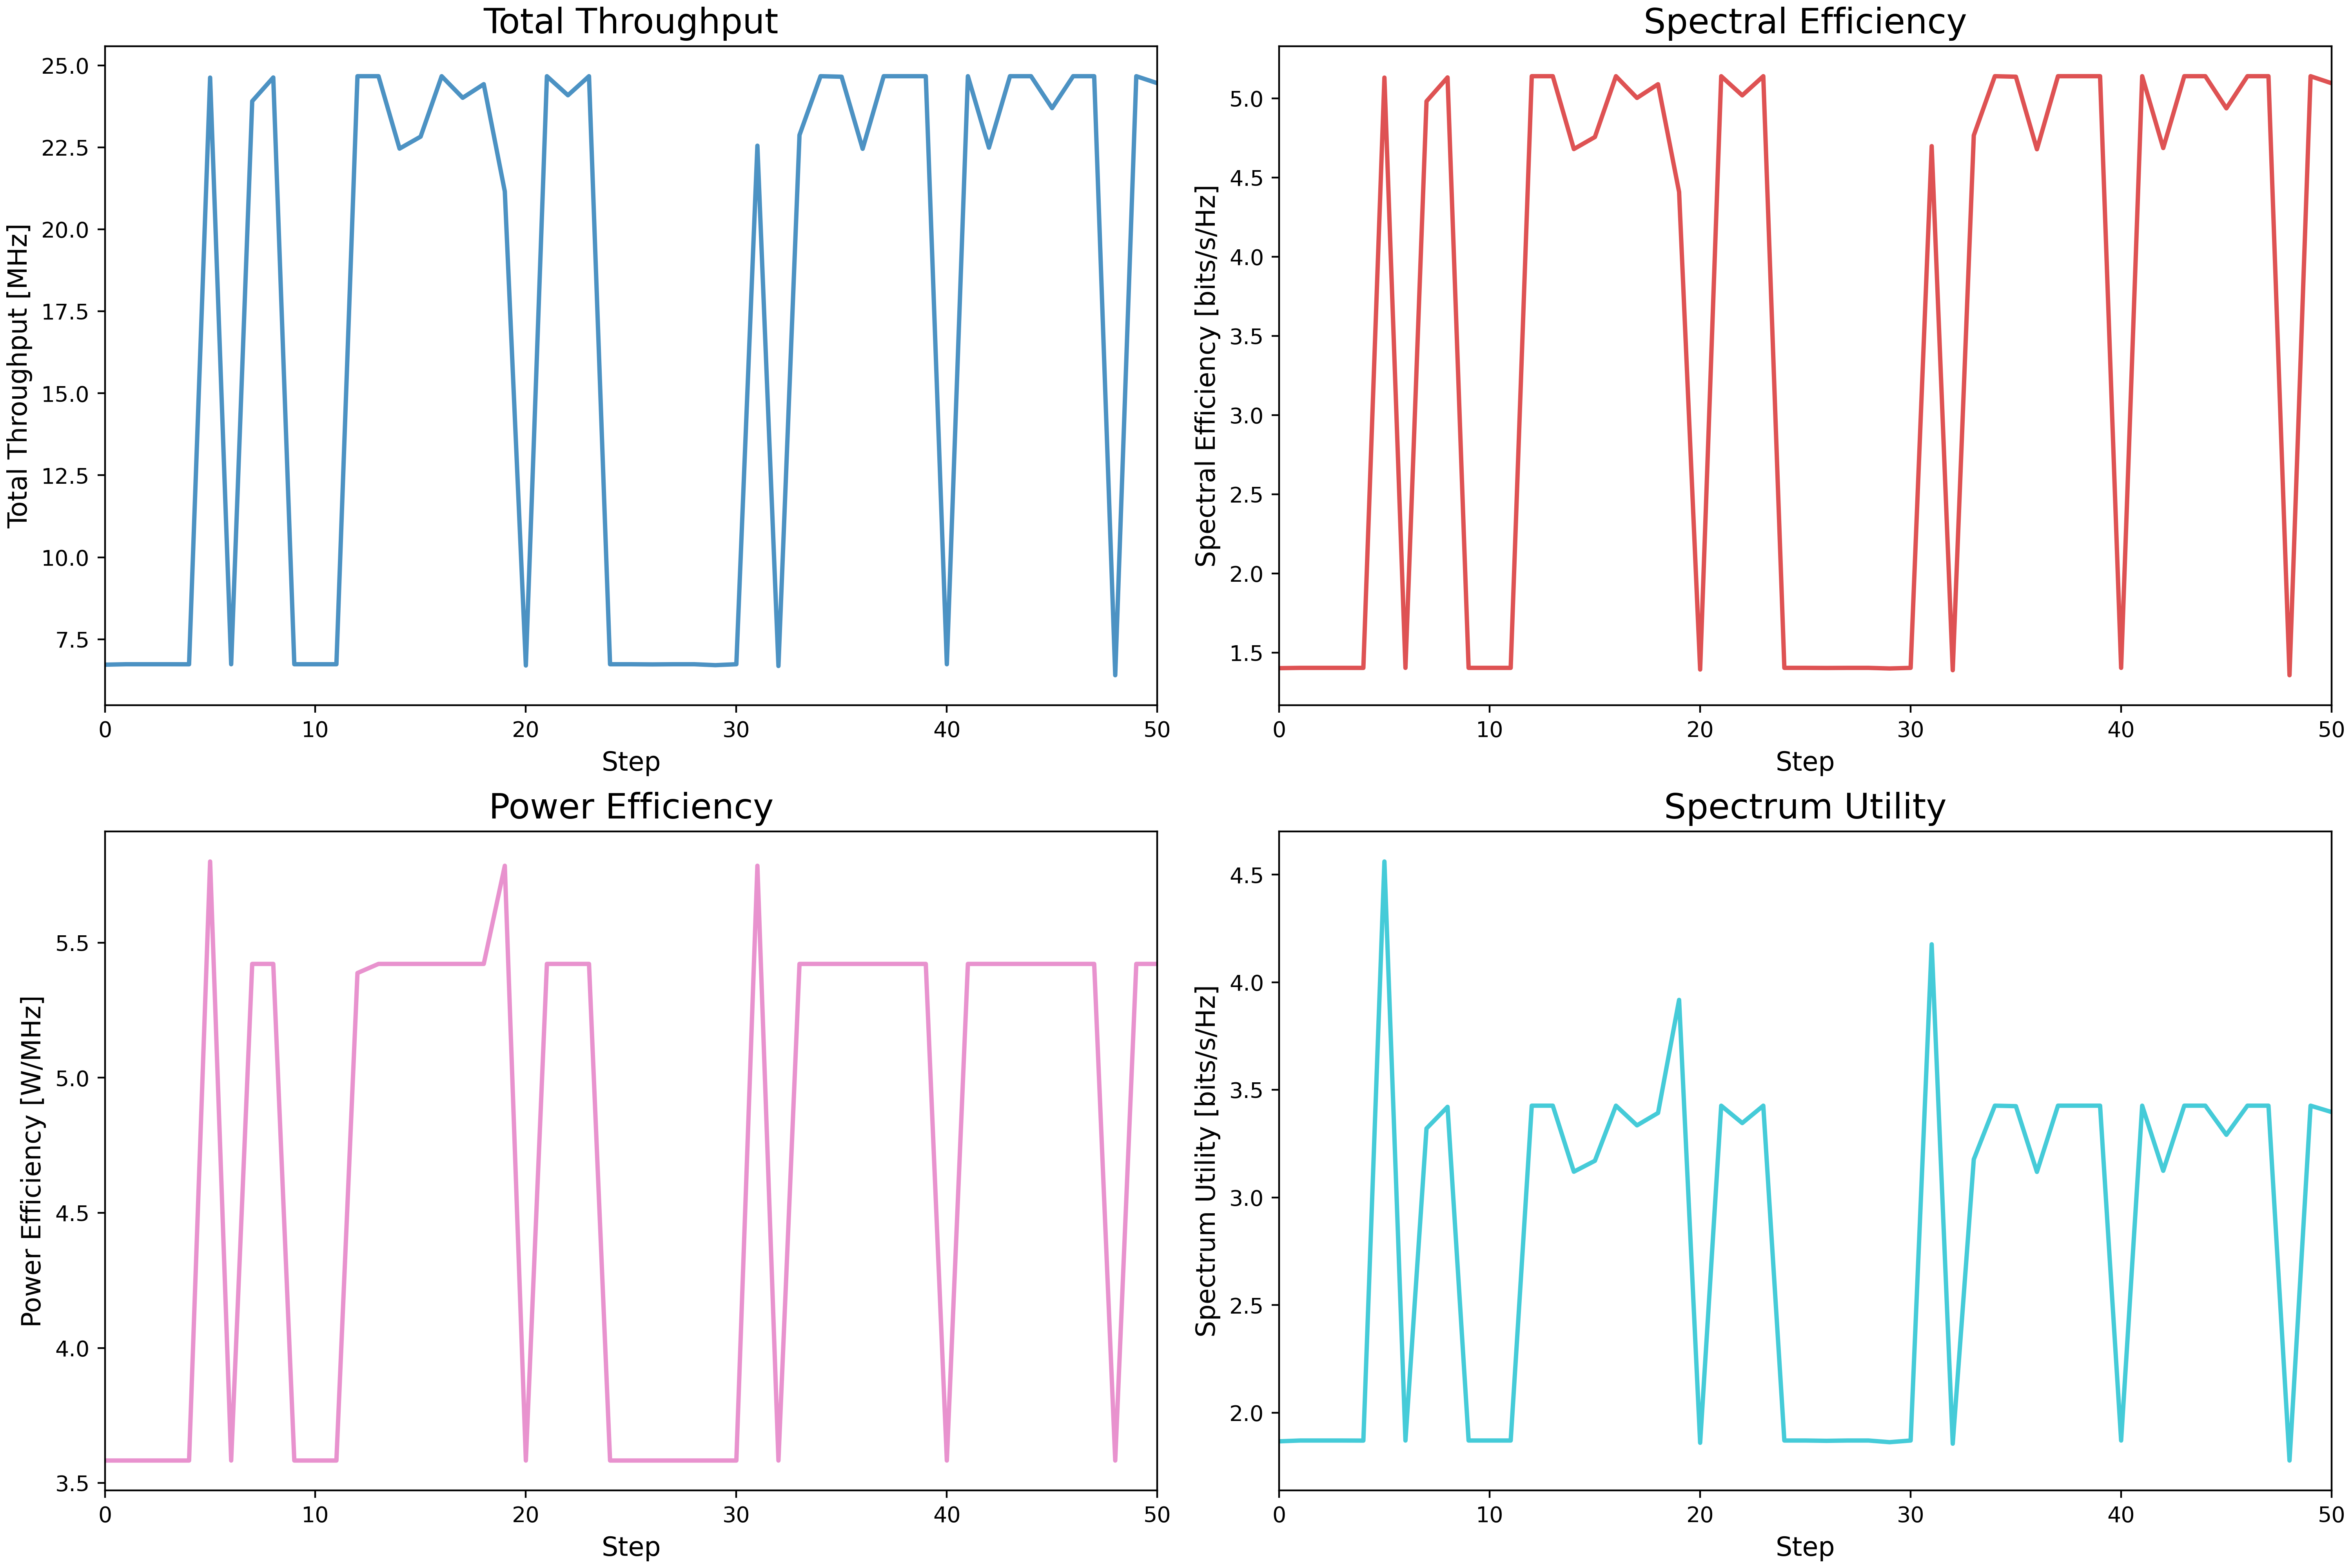 Total Throughput
Total Throughput [MHz]
25.0
22.5
20.0
17.5
15.0
12.5
10.0
7.5
0 10 20 30 40 50
Step
Spectral Efficiency
Spectral Efficiency [bits/s/Hz]
5.0
4.5
4.0
3.5
3.0
2.5
2.0
1.5
0 10 20 30 40 50
Step
Power Efficiency
Power Efficiency [W/MHz]
5.5
5.0
4.5
4.0
3.5
0 10 20 30 40 50
Step
Spectrum Utility
Spectrum Utility [bits/s/Hz]
4.5
4.0
3.5
3.0
2.5
2.0
0 10 20 30 40 50
Step